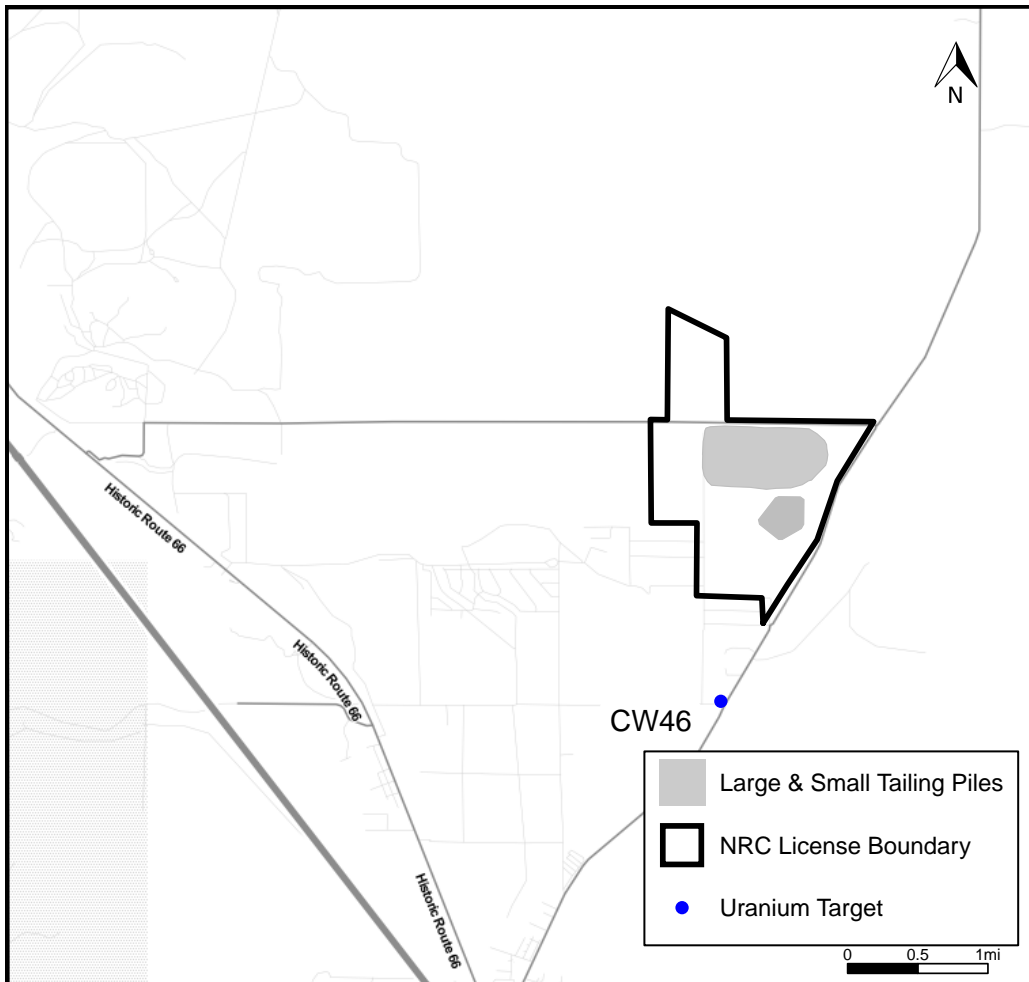 N
Historic Route 66
Historic Route 66
CW46
Historic Route 66
Large & Small Tailing Piles
NRC License Boundary
Uranium Target
0 0.5 1mi